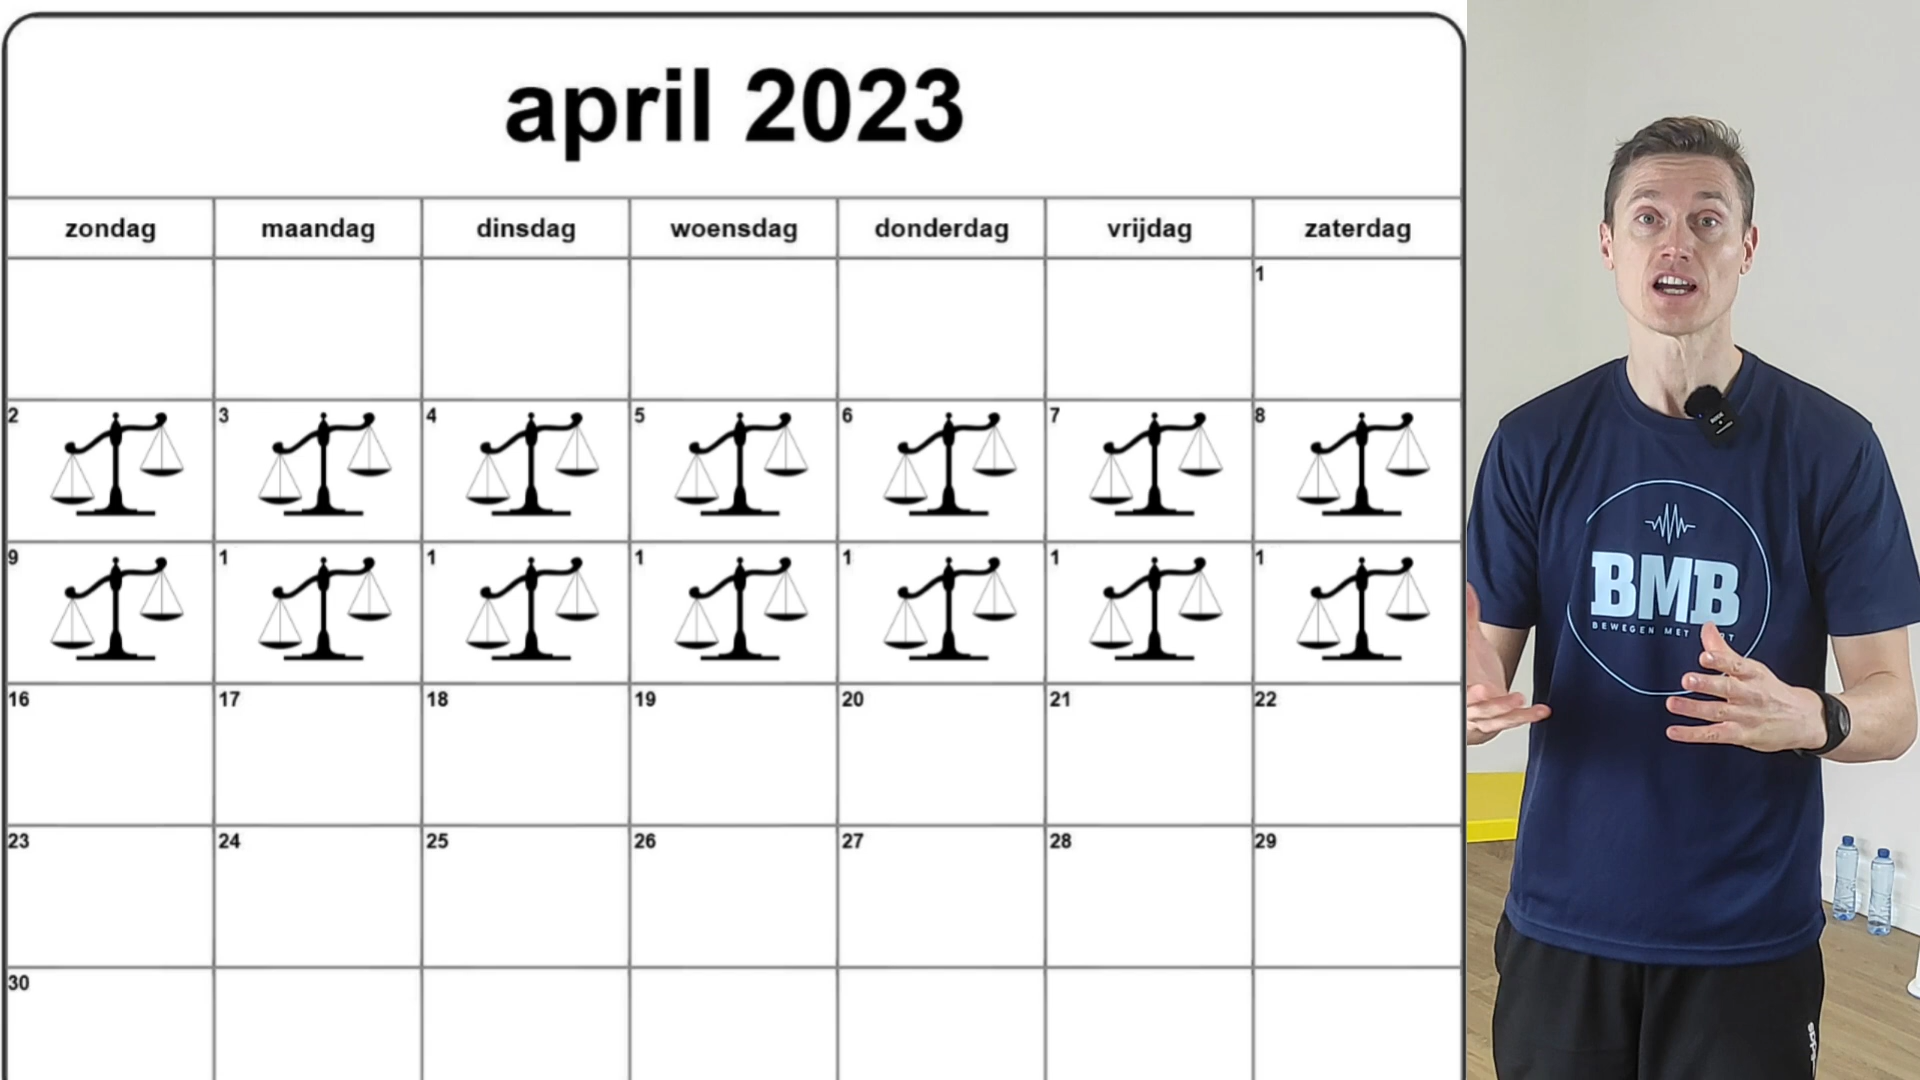 april 2023
zondag maandag dinsdag woensdag donderdag vrijdag zaterdag
1
2 3 4 5 6 7 8
9 1 1 1 1 1 1
16 17 18 19 20 21 22
23 24 25 26 27 28 29
30
BMB
BEWEGEN MET